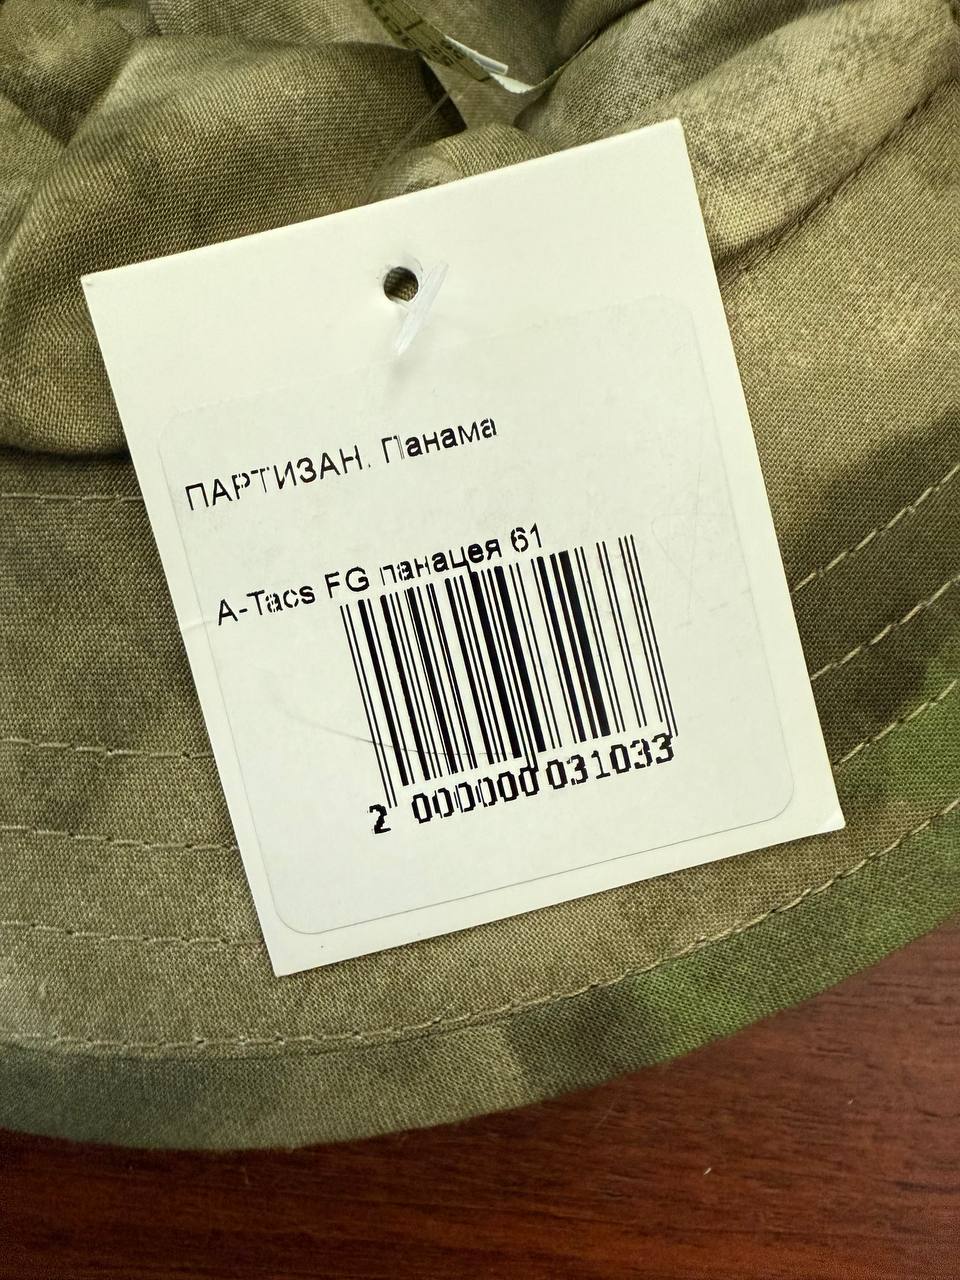 ПАРТИЗАН. Панама
A-Tacs FG панацея 61
2 000000 031033